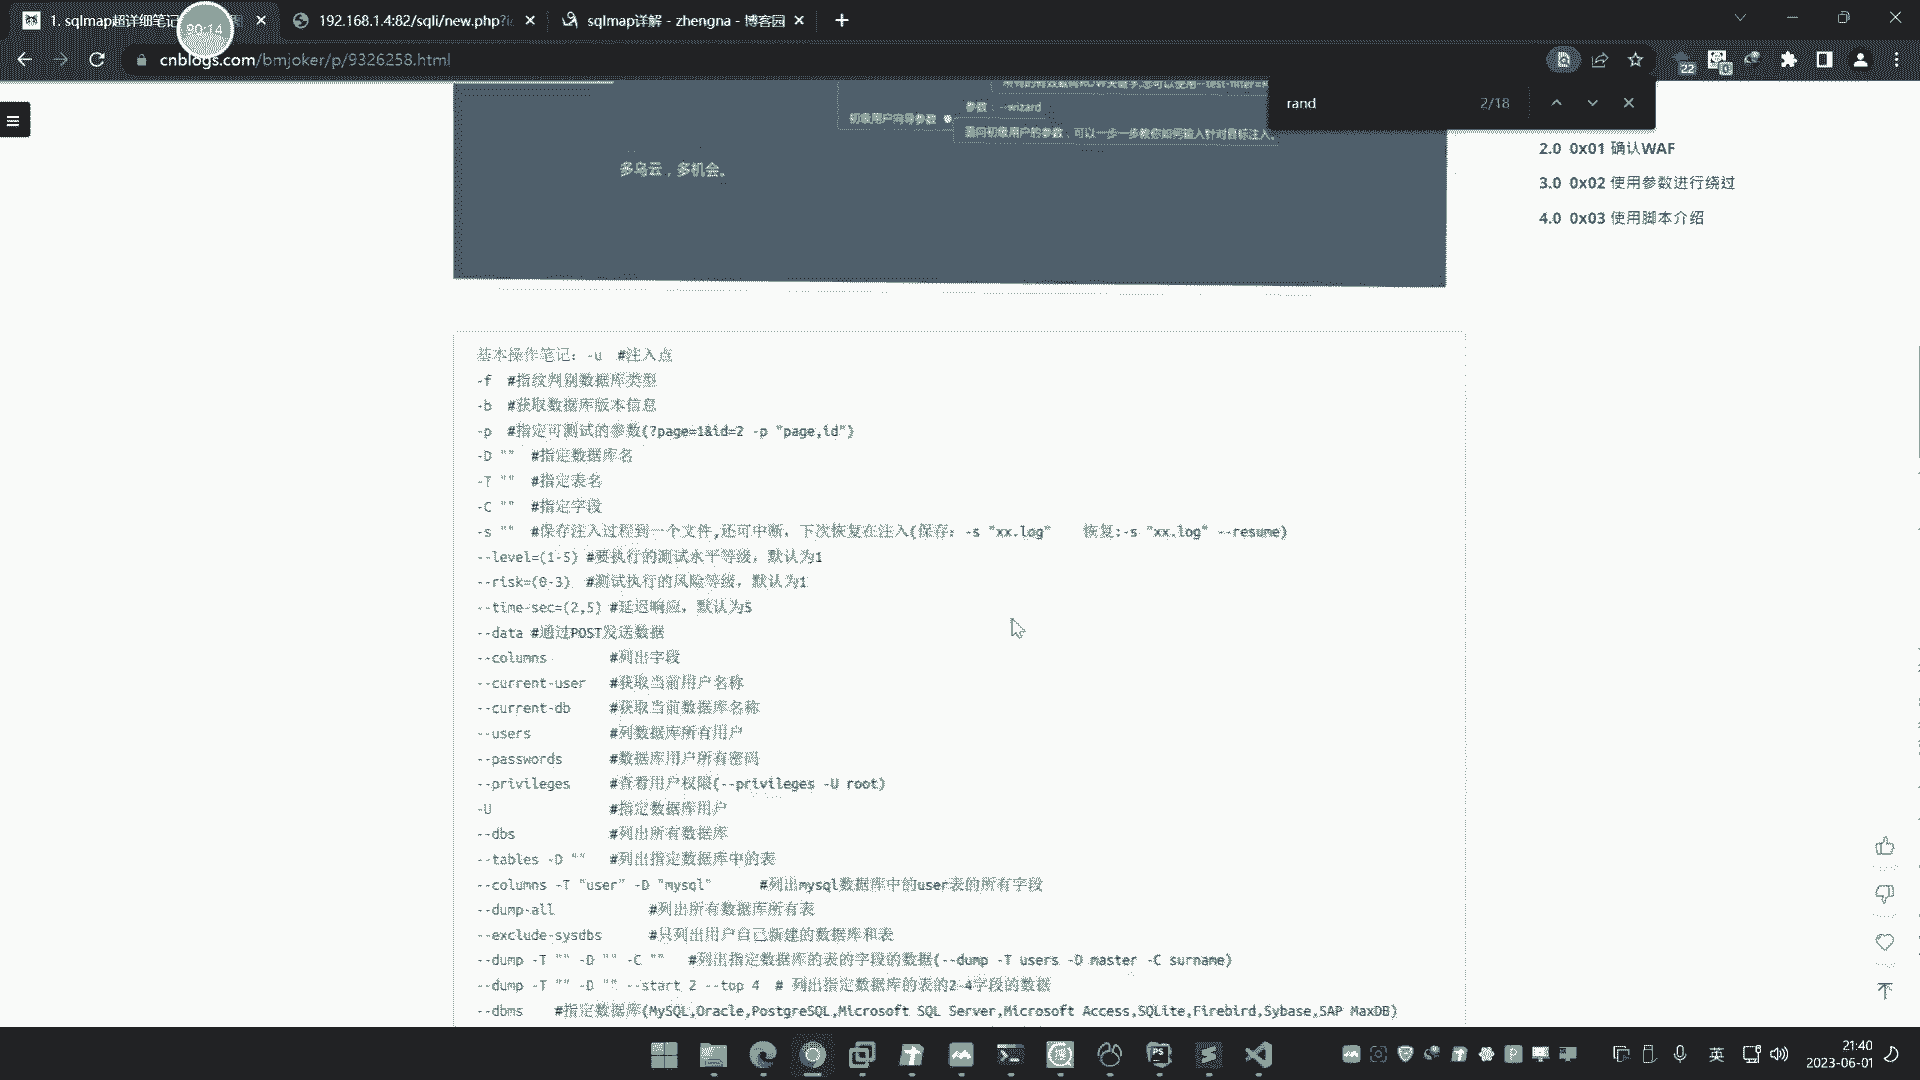 1. sqlmap超详细笔记
90:14
192.168.1.4:82/sqli/new.php?i
sqlmap详解 - zhengna - 博客园
cnblogs.com/bmjoker/p/9326258.html
22
rand
2/18
参数：--wizard
初级用户向导参数
面向初级用户的参数，可以一步一步教你如何输入针对目标注入。
多乌云，多机会。
2.0 0x01 确认WAF
3.0 0x02 使用参数进行绕过
4.0 0x03 使用脚本介绍
基本操作笔记：-u #注入点
-f #指纹判别数据库类型
-b #获取数据库版本信息
-p #指定可测试的参数(?page=1&id=2 -p "page,id")
-D "" #指定数据库名
-T "" #指定表名
-C "" #指定字段
-s "" #保存注入过程到一个文件,还可中断，下次恢复在注入(保存：-s "xx.log" 恢复:-s "xx.log" --resume)
--level=(1-5) #要执行的测试水平等级，默认为1
--risk=(0-3) #测试执行的风险等级，默认为1
--time-sec=(2,5) #延迟响应，默认为5
--data #通过POST发送数据
--columns #列出字段
--current-user #获取当前用户名称
--current-db #获取当前数据库名称
--users #列数据库所有用户
--passwords #数据库用户所有密码
--privileges #查看用户权限(--privileges -U root)
-U #指定数据库用户
--dbs #列出所有数据库
--tables -D "" #列出指定数据库中的表
--columns -T "user" -D "mysql" #列出mysql数据库中的user表的所有字段
--dump-all #列出所有数据库所有表
--exclude-sysdbs #只列出用户自己新建的数据库和表
--dump -T "" -D "" -C "" #列出指定数据库的表的字段的数据(--dump -T users -D master -C surname)
--dump -T "" -D "" --start 2 --top 4 # 列出指定数据库的表的2-4字段的数据
--dbms #指定数据库(MySQL,Oracle,PostgreSQL,Microsoft SQL Server,Microsoft Access,SQLite,Firebird,Sybase,SAP MaxDB)
英
21:40
2023-06-01